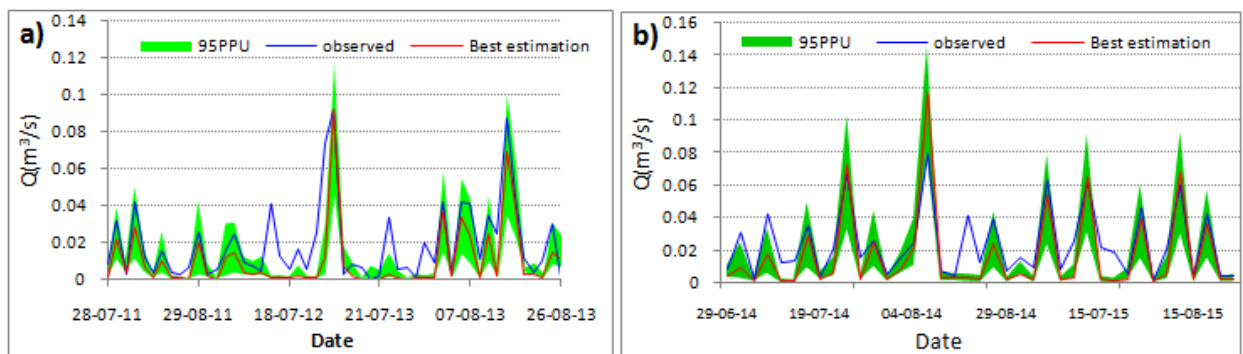 a)
95PPU observed Best estimation
Q(m³/s)
0.14
0.12
0.1
0.08
0.06
0.04
0.02
0
28-07-11 29-08-11 18-07-12 21-07-13 07-08-13 26-08-13
Date
b)
95PPU observed Best estimation
Q(m³/s)
0.16
0.14
0.12
0.1
0.08
0.06
0.04
0.02
0
29-06-14 19-07-14 04-08-14 29-08-14 15-07-15 15-08-15
Date